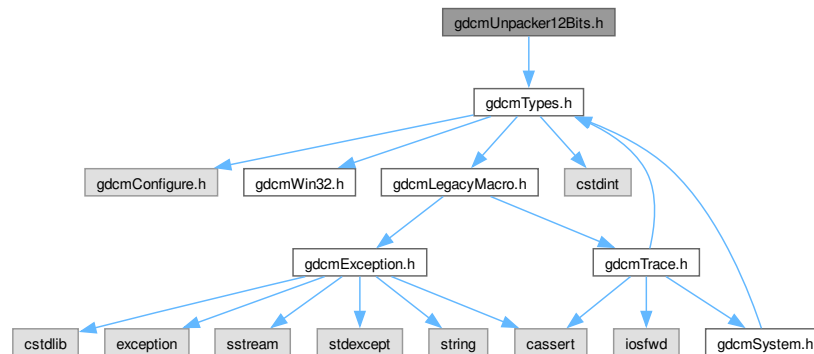 gdcmUnpacker12Bits.h
gdcmTypes.h
gdcmConfigure.h
gdcmWin32.h
gdcmLegacyMacro.h
cstdint
gdcmException.h
gdcmTrace.h
cstdlib
exception
sstream
stdexcept
string
cassert
iosfwd
gdcmSystem.h